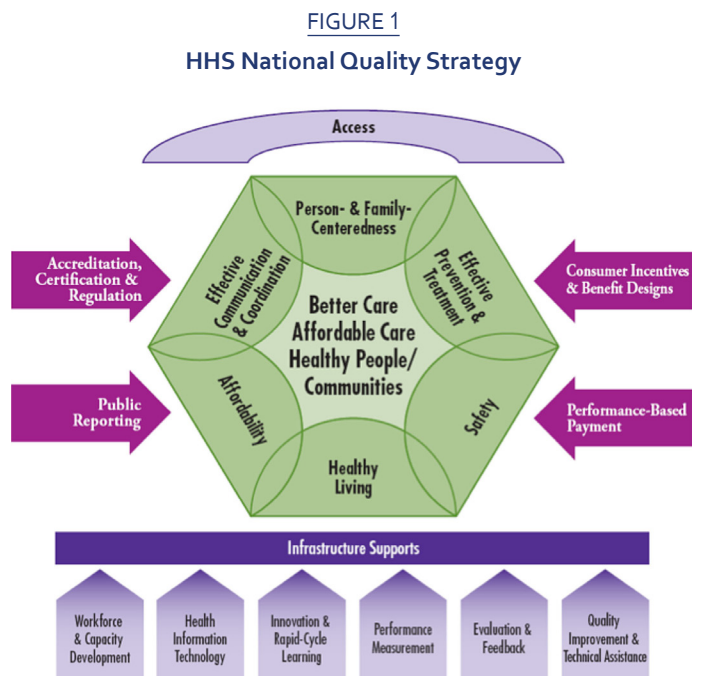 FIGURE 1
HHS National Quality Strategy
Access
Person- & Family-
Centeredness
Effective
Communication
& Coordination
Effective
Prevention &
Treatment
Accreditation,
Certification &
Regulation
Consumer Incentives
& Benefit Designs
Better Care
Affordable Care
Healthy People/
Communities
Public
Reporting
Affordability
Safety
Performance-Based
Payment
Healthy
Living
Infrastructure Supports
Workforce
& Capacity
Development
Health
Information
Technology
Innovation &
Rapid-Cycle
Learning
Performance
Measurement
Evaluation &
Feedback
Quality
Improvement &
Technical Assistance